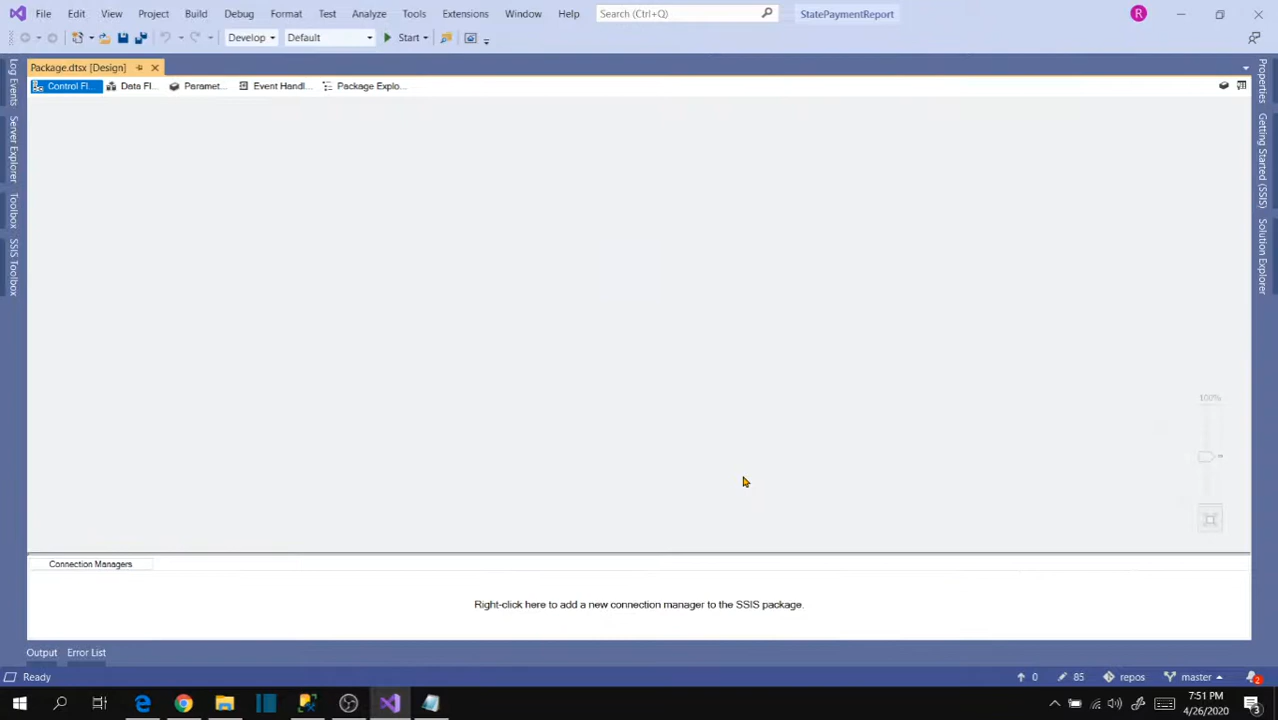 File Edit View Project Build Debug Format Test Analyze Tools Extensions Window Help Search (Ctrl+Q) StatePaymentReport R
Develop Default Start
Package.dtsx [Design]
Control Fl... Data Fl... Paramet... Event Handl... Package Explo...
Log Events
Server Explorer
Toolbox
SSIS Toolbox
Properties
Getting Started (SSIS)
Solution Explorer
100%
Connection Managers
Right-click here to add a new connection manager to the SSIS package.
Output Error List
Ready 0 85 repos master 2
7:51 PM
4/26/2020
3